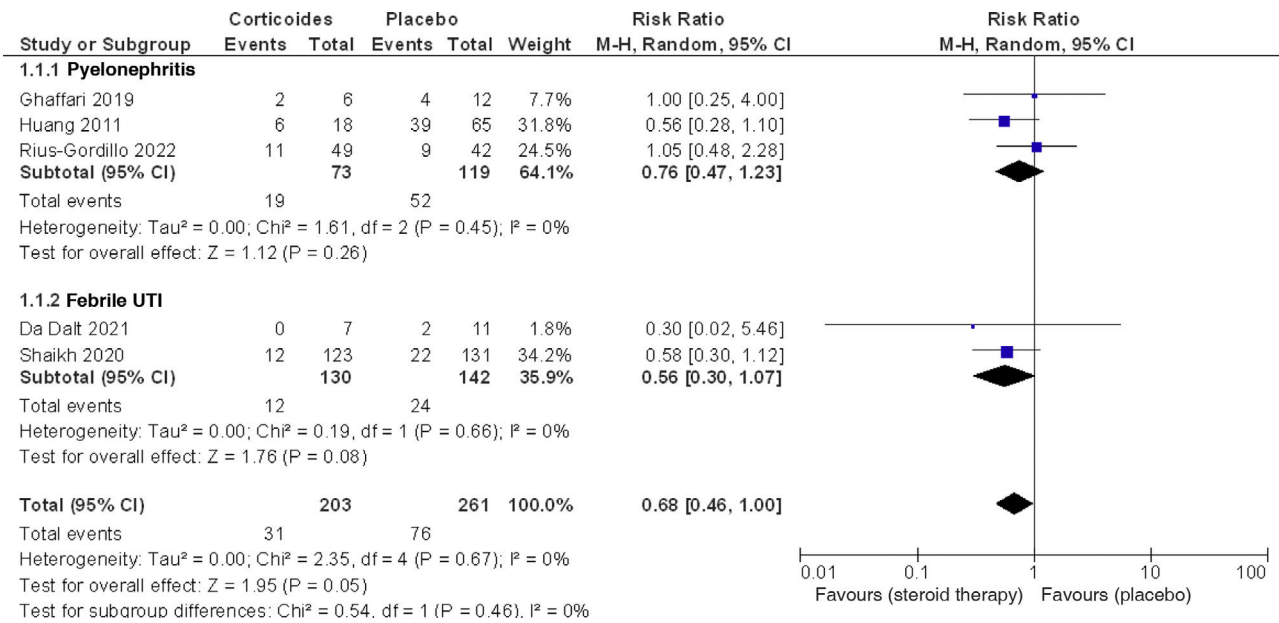 Corticoides Placebo Risk Ratio Risk Ratio
Study or Subgroup Events Total Events Total Weight M-H, Random, 95% CI M-H, Random, 95% CI
1.1.1 Pyelonephritis
Ghaffari 2019 2 6 4 12 7.7% 1.00 [0.25, 4.00]
Huang 2011 6 18 39 65 31.8% 0.56 [0.28, 1.10]
Rius-Gordillo 2022 11 49 9 42 24.5% 1.05 [0.48, 2.28]
Subtotal (95% CI) 73 119 64.1% 0.76 [0.47, 1.23]
Total events 19 52
Heterogeneity: Tau² = 0.00; Chi² = 1.61, df = 2 (P = 0.45); I² = 0%
Test for overall effect: Z = 1.12 (P = 0.26)
1.1.2 Febrile UTI
Da Dalt 2021 0 7 2 11 1.8% 0.30 [0.02, 5.46]
Shaikh 2020 12 123 22 131 34.2% 0.58 [0.30, 1.12]
Subtotal (95% CI) 130 142 35.9% 0.56 [0.30, 1.07]
Total events 12 24
Heterogeneity: Tau² = 0.00; Chi² = 0.19, df = 1 (P = 0.66); I² = 0%
Test for overall effect: Z = 1.76 (P = 0.08)
Total (95% CI) 203 261 100.0% 0.68 [0.46, 1.00]
Total events 31 76
Heterogeneity: Tau² = 0.00; Chi² = 2.35, df = 4 (P = 0.67); I² = 0%
Test for overall effect: Z = 1.95 (P = 0.05)
Test for subgroup differences: Chi² = 0.54, df = 1 (P = 0.46), I² = 0%
0.01 0.1 1 10 100
Favours (steroid therapy) Favours (placebo)